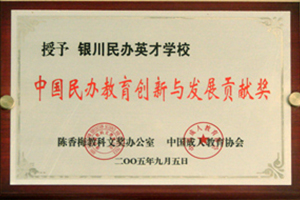 授予 银川民办英才学校
中国民办教育创新与发展贡献奖
陈香梅教科文奖办公室 中国成人教育协会
二〇〇五年九月五日